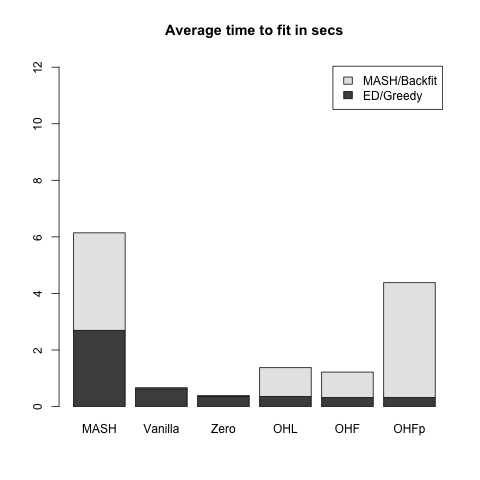 Average time to fit in secs
MASH/Backfit
ED/Greedy
12
10
8
6
4
2
0
MASH Vanilla Zero OHL OHF OHFp